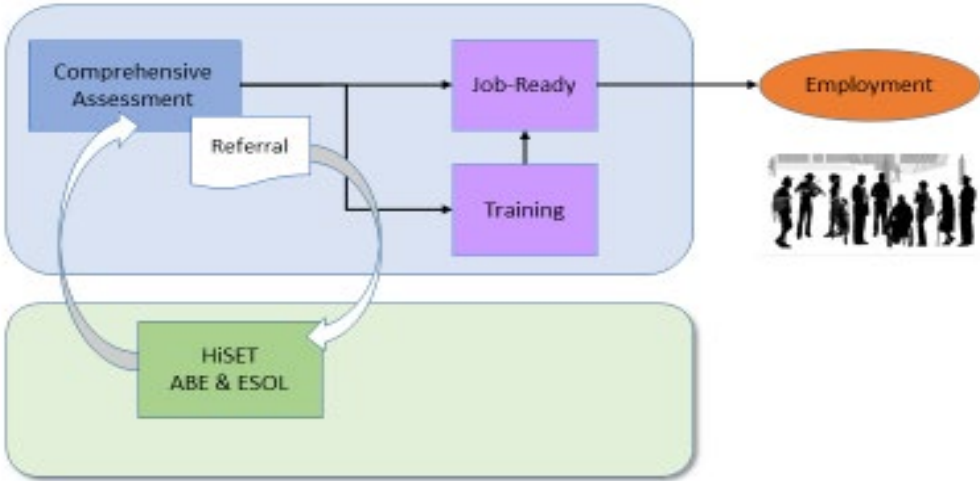 Comprehensive
Assessment
Referral
Job-Ready
Training
Employment
HiSET
ABE & ESOL